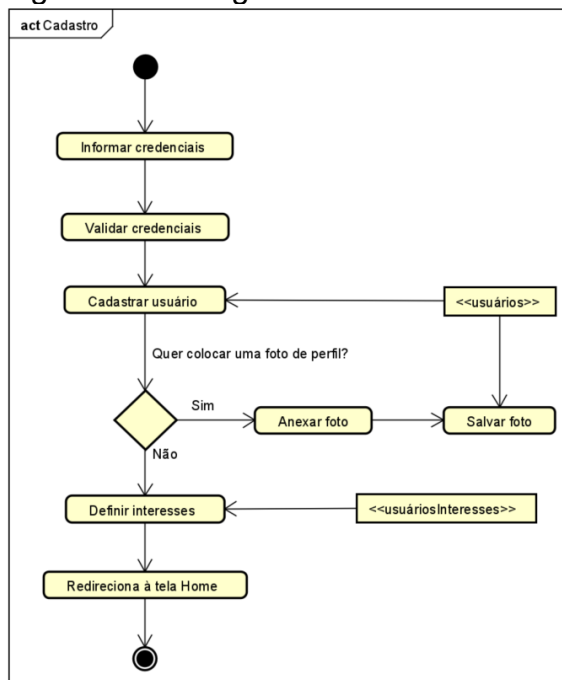 act Cadastro
Informar credenciais
Validar credenciais
Cadastrar usuário
<<usuários>>
Quer colocar uma foto de perfil?
Sim
Anexar foto
Salvar foto
Não
Definir interesses
<<usuáriosInteresses>>
Redireciona à tela Home